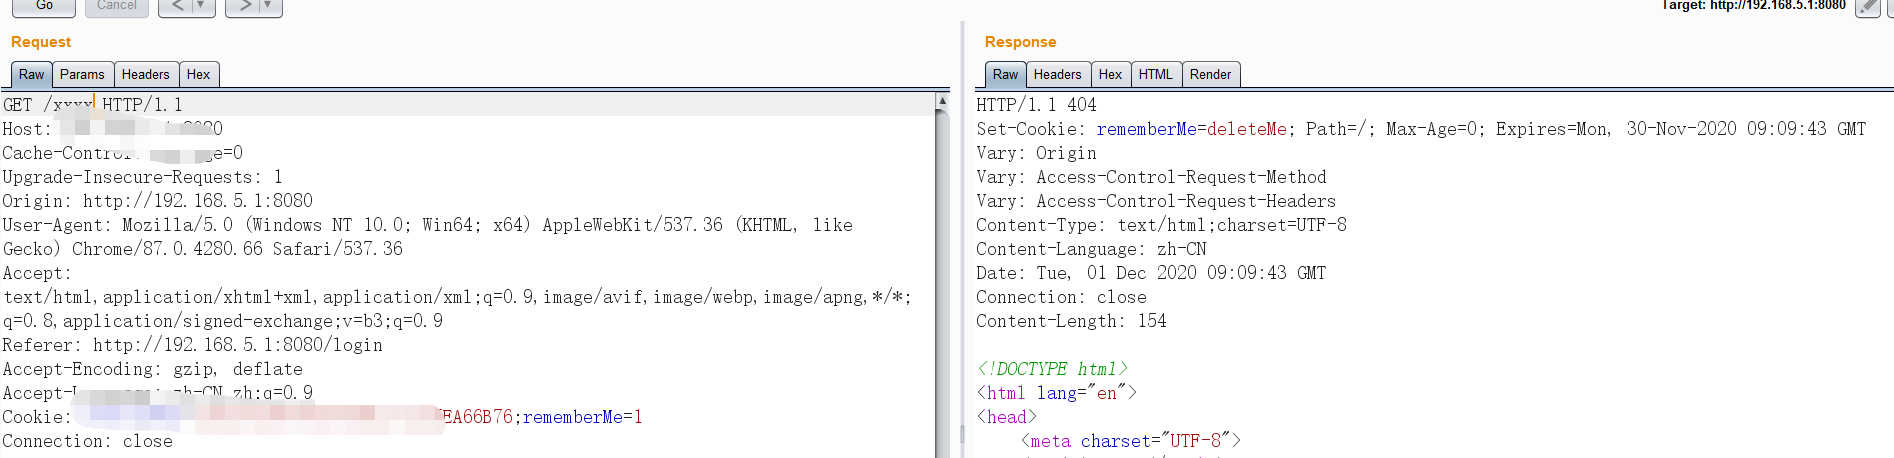 Go
Cancel
< ▼
> ▼
Target: http://192.168.5.1:8080
Request
Raw Params Headers Hex
GET /xxxx HTTP/1.1
Host:
Cache-Control: =0
Upgrade-Insecure-Requests: 1
Origin: http://192.168.5.1:8080
User-Agent: Mozilla/5.0 (Windows NT 10.0; Win64; x64) AppleWebKit/537.36 (KHTML, like
Gecko) Chrome/87.0.4280.66 Safari/537.36
Accept:
text/html,application/xhtml+xml,application/xml;q=0.9,image/avif,image/webp,image/apng,*/*;
q=0.8,application/signed-exchange;v=b3;q=0.9
Referer: http://192.168.5.1:8080/login
Accept-Encoding: gzip, deflate
zh-CN,zh;q=0.9
Cookie: EA66B76;rememberMe=1
Connection: close
Response
Raw Headers Hex HTML Render
HTTP/1.1 404
Set-Cookie: rememberMe=deleteMe; Path=/; Max-Age=0; Expires=Mon, 30-Nov-2020 09:09:43 GMT
Vary: Origin
Vary: Access-Control-Request-Method
Vary: Access-Control-Request-Headers
Content-Type: text/html;charset=UTF-8
Content-Language: zh-CN
Date: Tue, 01 Dec 2020 09:09:43 GMT
Connection: close
Content-Length: 154
<!DOCTYPE html>
<html lang="en">
<head>
<meta charset="UTF-8">